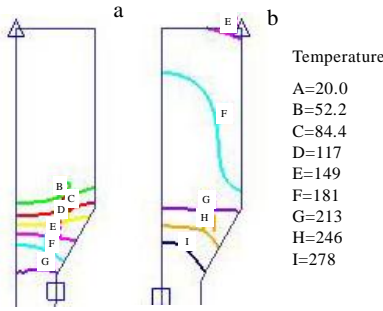 a
b
E
F
G
H
I
B
C
D
E
F
G
Temperature
A=20.0
B=52.2
C=84.4
D=117
E=149
F=181
G=213
H=246
I=278